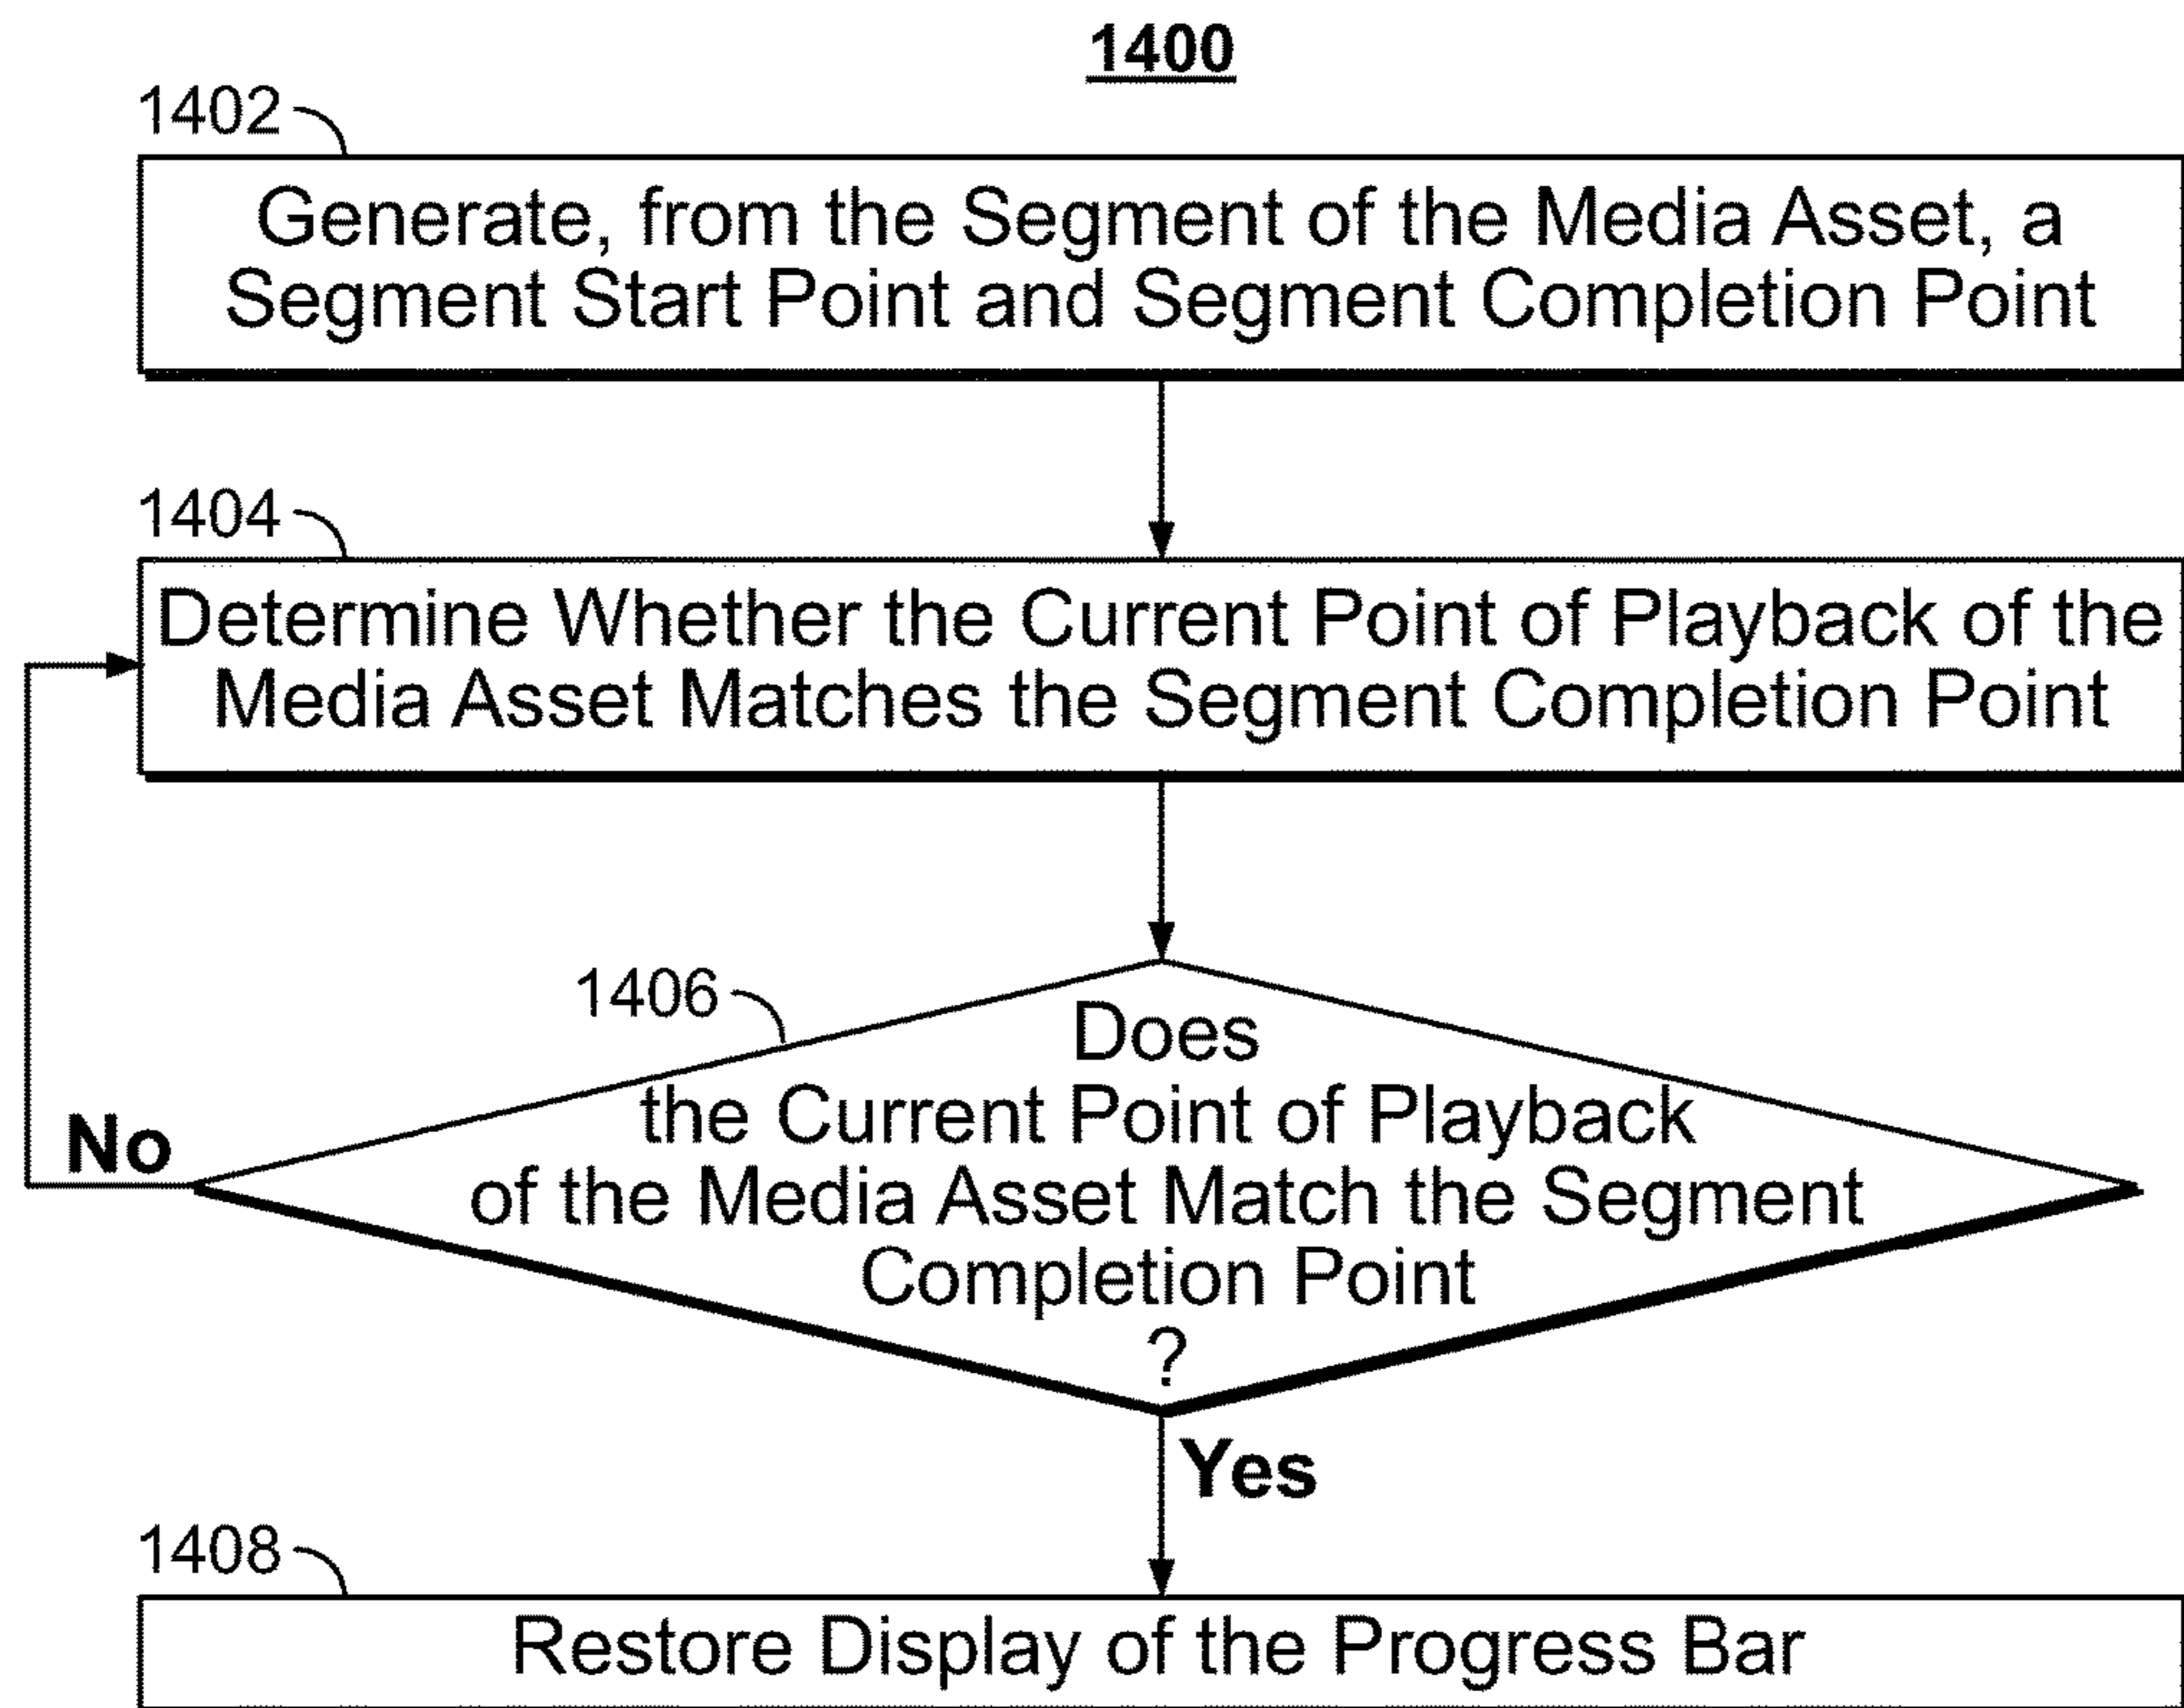 1400
1402
Generate, from the Segment of the Media Asset, a
Segment Start Point and Segment Completion Point
1404
Determine Whether the Current Point of Playback of the
Media Asset Matches the Segment Completion Point
1406
Does
the Current Point of Playback
of the Media Asset Match the Segment
Completion Point
?
No
Yes
1408
Restore Display of the Progress Bar